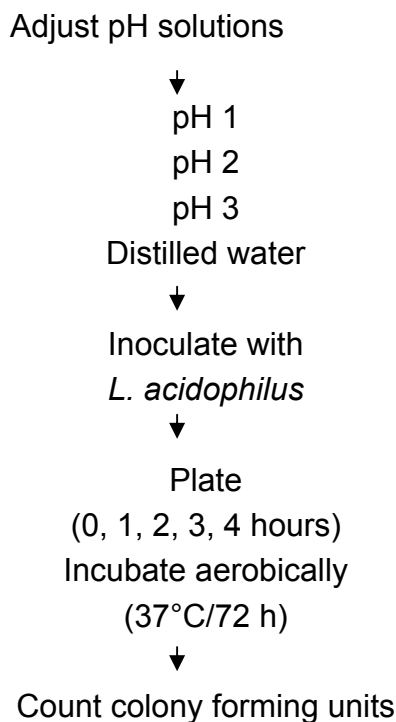 Adjust pH solutions
pH 1
pH 2
pH 3
Distilled water
Inoculate with
L. acidophilus
Plate
(0, 1, 2, 3, 4 hours)
Incubate aerobically
(37°C/72 h)
Count colony forming units